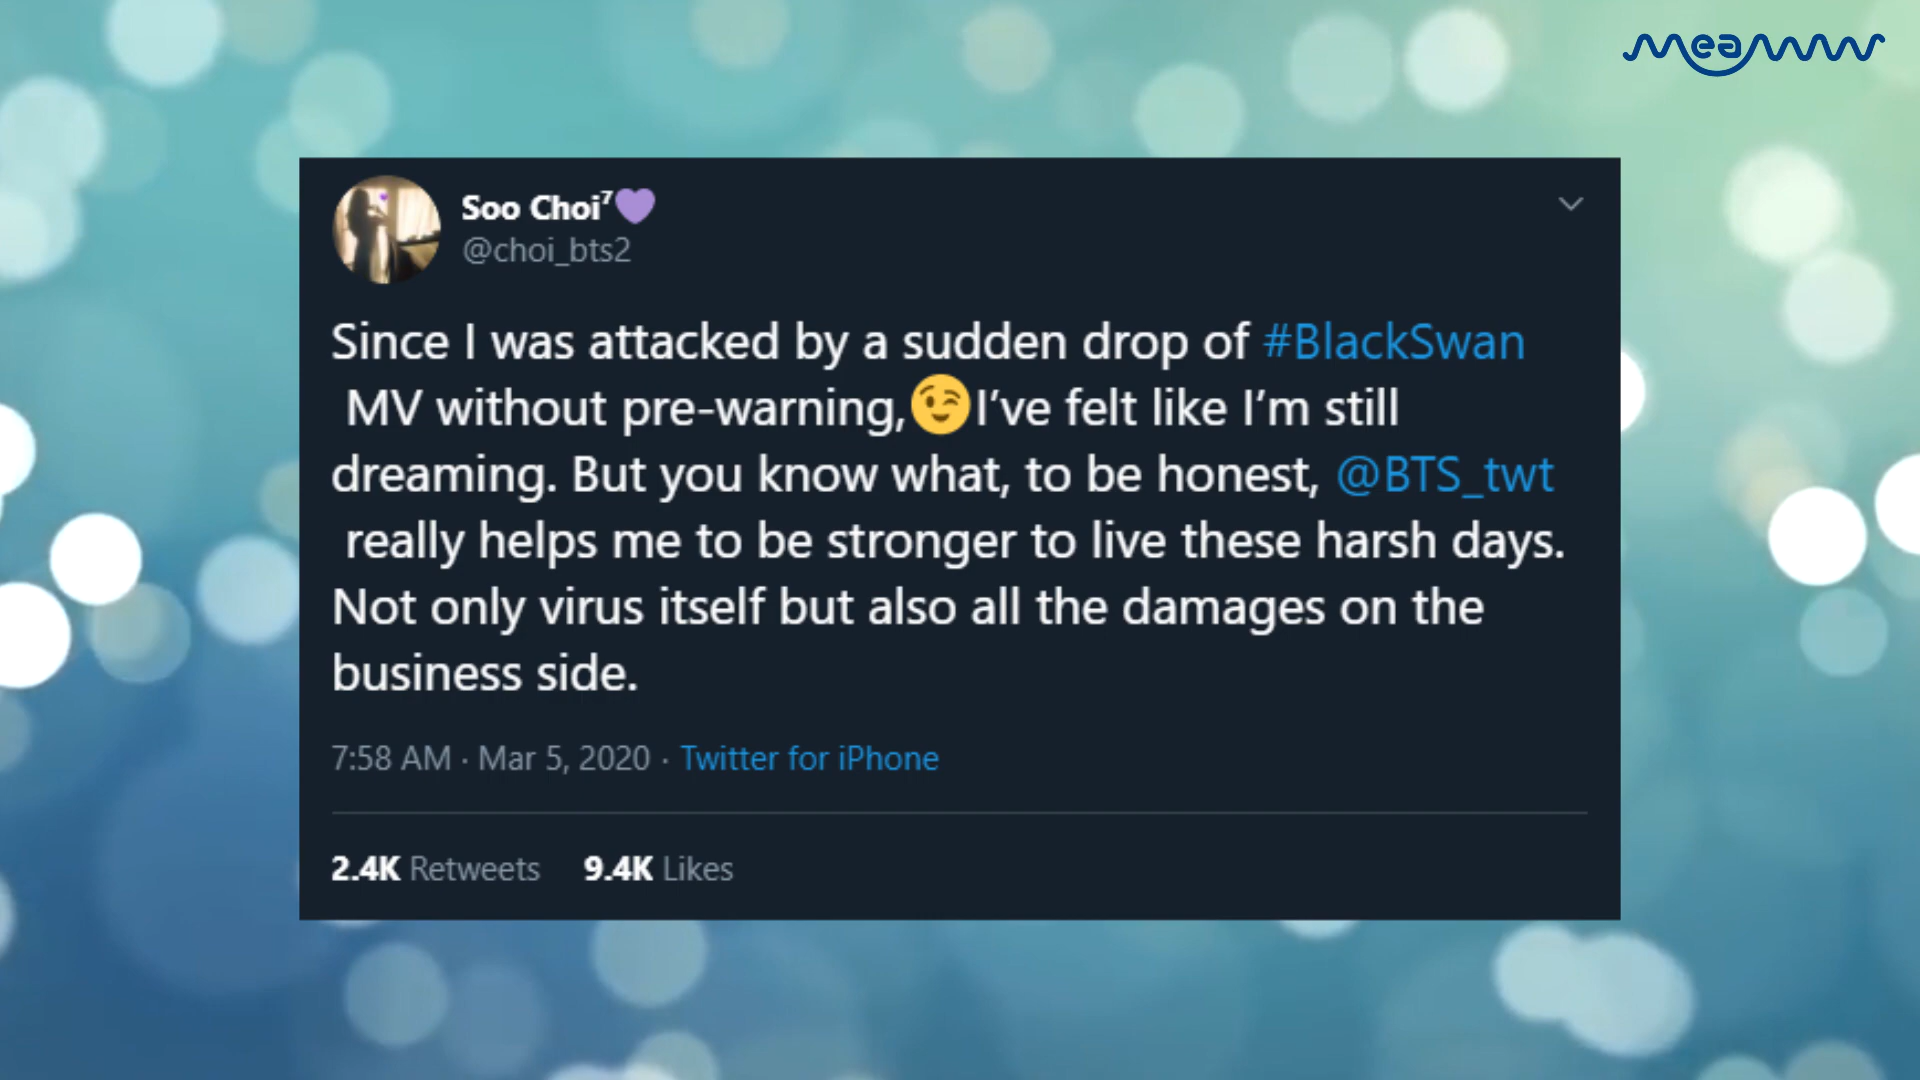 meaww
Soo Choi⁷💜
@choi_bts2
Since I was attacked by a sudden drop of #BlackSwan
MV without pre-warning,😉I’ve felt like I’m still
dreaming. But you know what, to be honest, @BTS_twt
really helps me to be stronger to live these harsh days.
Not only virus itself but also all the damages on the
business side.
7:58 AM · Mar 5, 2020 · Twitter for iPhone
2.4K Retweets 9.4K Likes